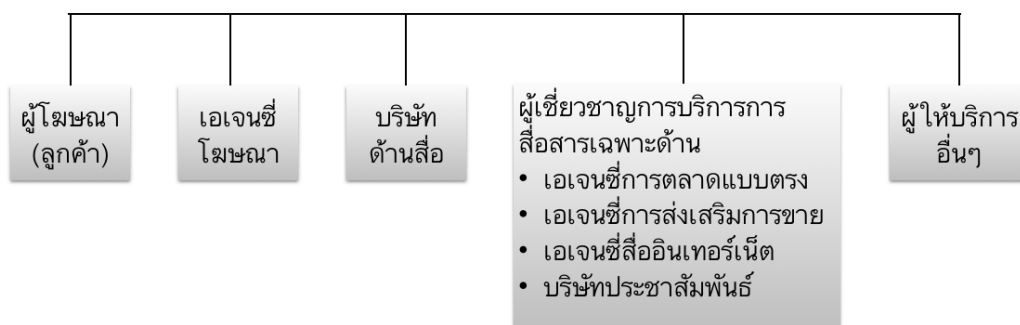 ผู้โฆษณา
(ลูกค้า)
เอเจนซี่
โฆษณา
บริษัท
ด้านสื่อ
ผู้เชี่ยวชาญการบริการการ
สื่อสารเฉพาะด้าน
• เอเจนซี่การตลาดแบบตรง
• เอเจนซี่การส่งเสริมการขาย
• เอเจนซี่สื่ออินเทอร์เน็ต
• บริษัทประชาสัมพันธ์
ผู้ให้บริการ
อื่นๆ